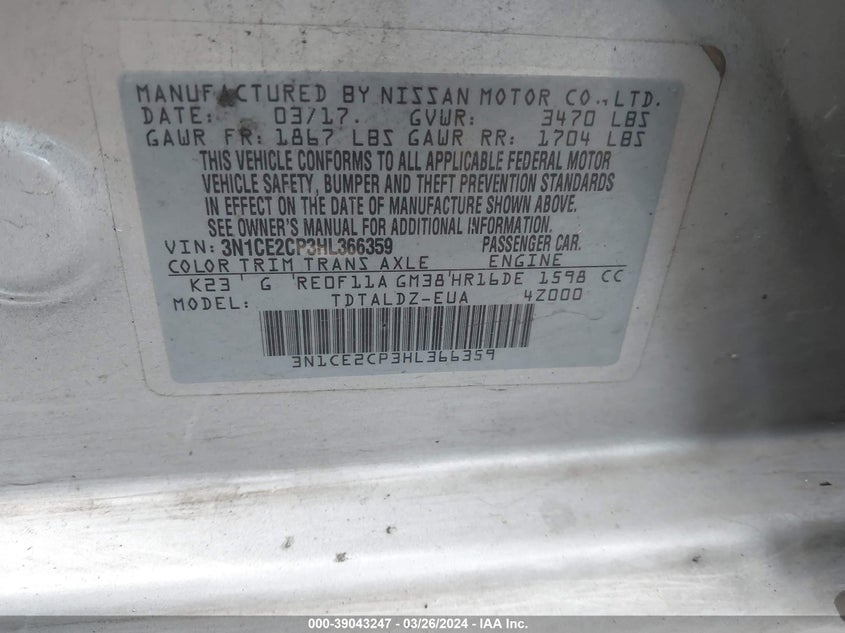 MANUFACTURED BY NISSAN MOTOR CO., LTD.
DATE: 03/17. GVWR: 3470 LBS
GAWR FR: 1867 LBS GAWR RR: 1704 LBS
THIS VEHICLE CONFORMS TO ALL APPLICABLE FEDERAL MOTOR
VEHICLE SAFETY, BUMPER AND THEFT PREVENTION STANDARDS
IN EFFECT ON THE DATE OF MANUFACTURE SHOWN ABOVE.
SEE OWNER'S MANUAL FOR ADDITIONAL INFORMATION.
VIN: 3N1CE2CP3HL366359 PASSENGER CAR.
COLOR TRIM TRANS AXLE ENGINE
K23 G RE0F11A GM38 HR16DE 1598 CC
MODEL: TDTALDZ-EUA 4Z000
3N1CE2CP3HL366359
000-39043247 - 03/26/2024 - IAA Inc.